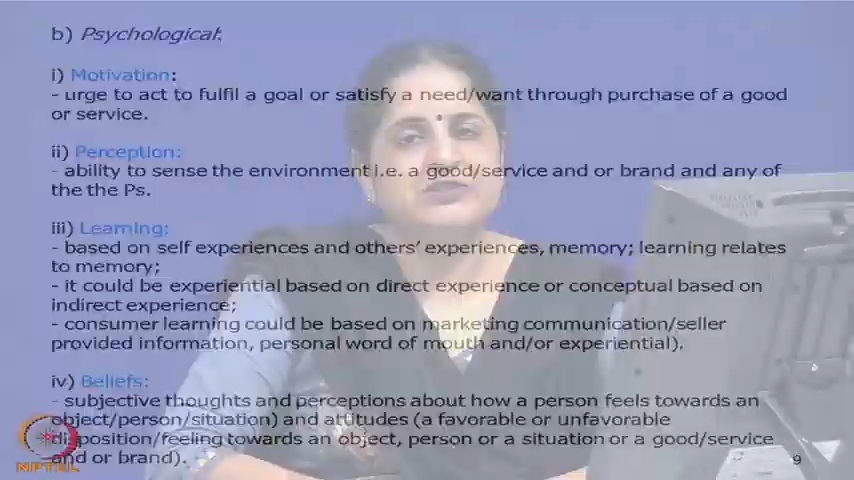 b) Psychological:
i) Motivation:
- urge to act to fulfil a goal or satisfy a need/want through purchase of a good
or service.
ii) Perception:
- ability to sense the environment i.e. a good/service and or brand and any of
the the Ps.
iii) Learning:
- based on self experiences and others' experiences, memory; learning relates
to memory;
- it could be experiential based on direct experience or conceptual based on
indirect experience;
- consumer learning could be based on marketing communication/seller
provided information, personal word of mouth and/or experiential).
iv) Beliefs:
- subjective thoughts and perceptions about how a person feels towards an
object/person/situation) and attitudes (a favorable or unfavorable
disposition/feeling towards an object, person or a situation or a good/service
and or brand).
NPTEL
9